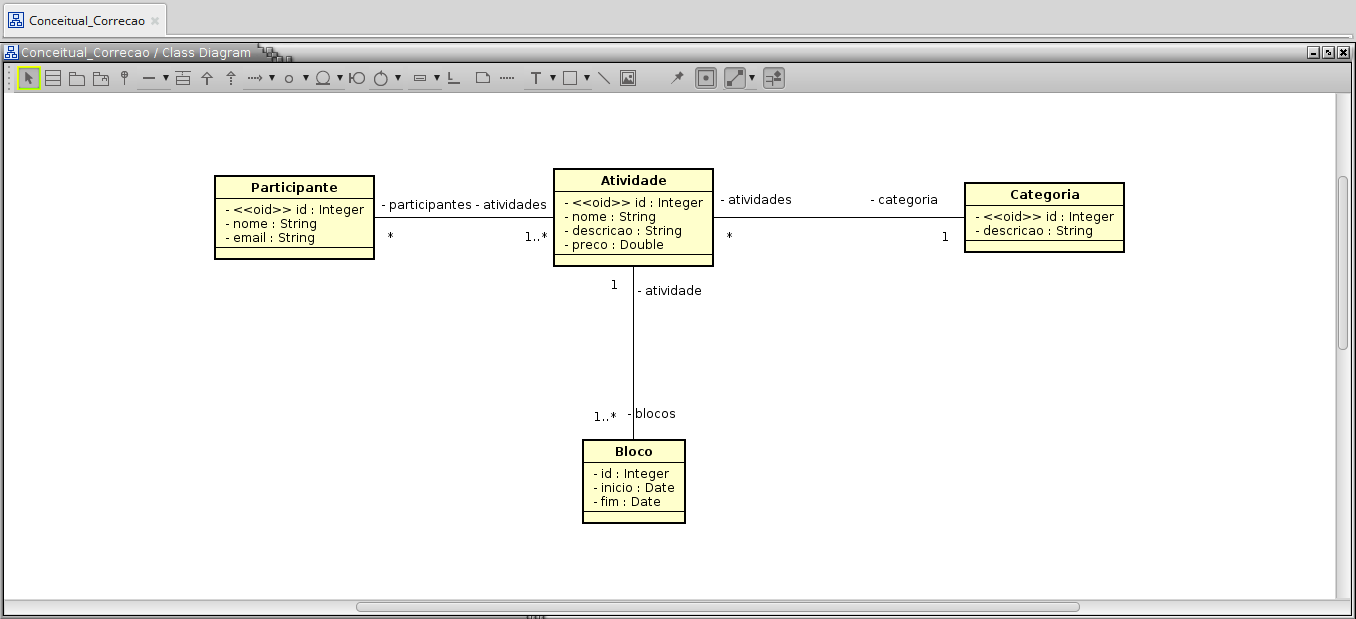 Conceitual_Correcao
Conceitual_Correcao / Class Diagram
Participante
- <<oid>> id : Integer
- nome : String
- email : String
- participantes
*
- atividades
1..*
Atividade
- <<oid>> id : Integer
- nome : String
- descricao : String
- preco : Double
- atividades
*
- categoria
1
Categoria
- <<oid>> id : Integer
- descricao : String
1
- atividade
1..*
- blocos
Bloco
- id : Integer
- inicio : Date
- fim : Date